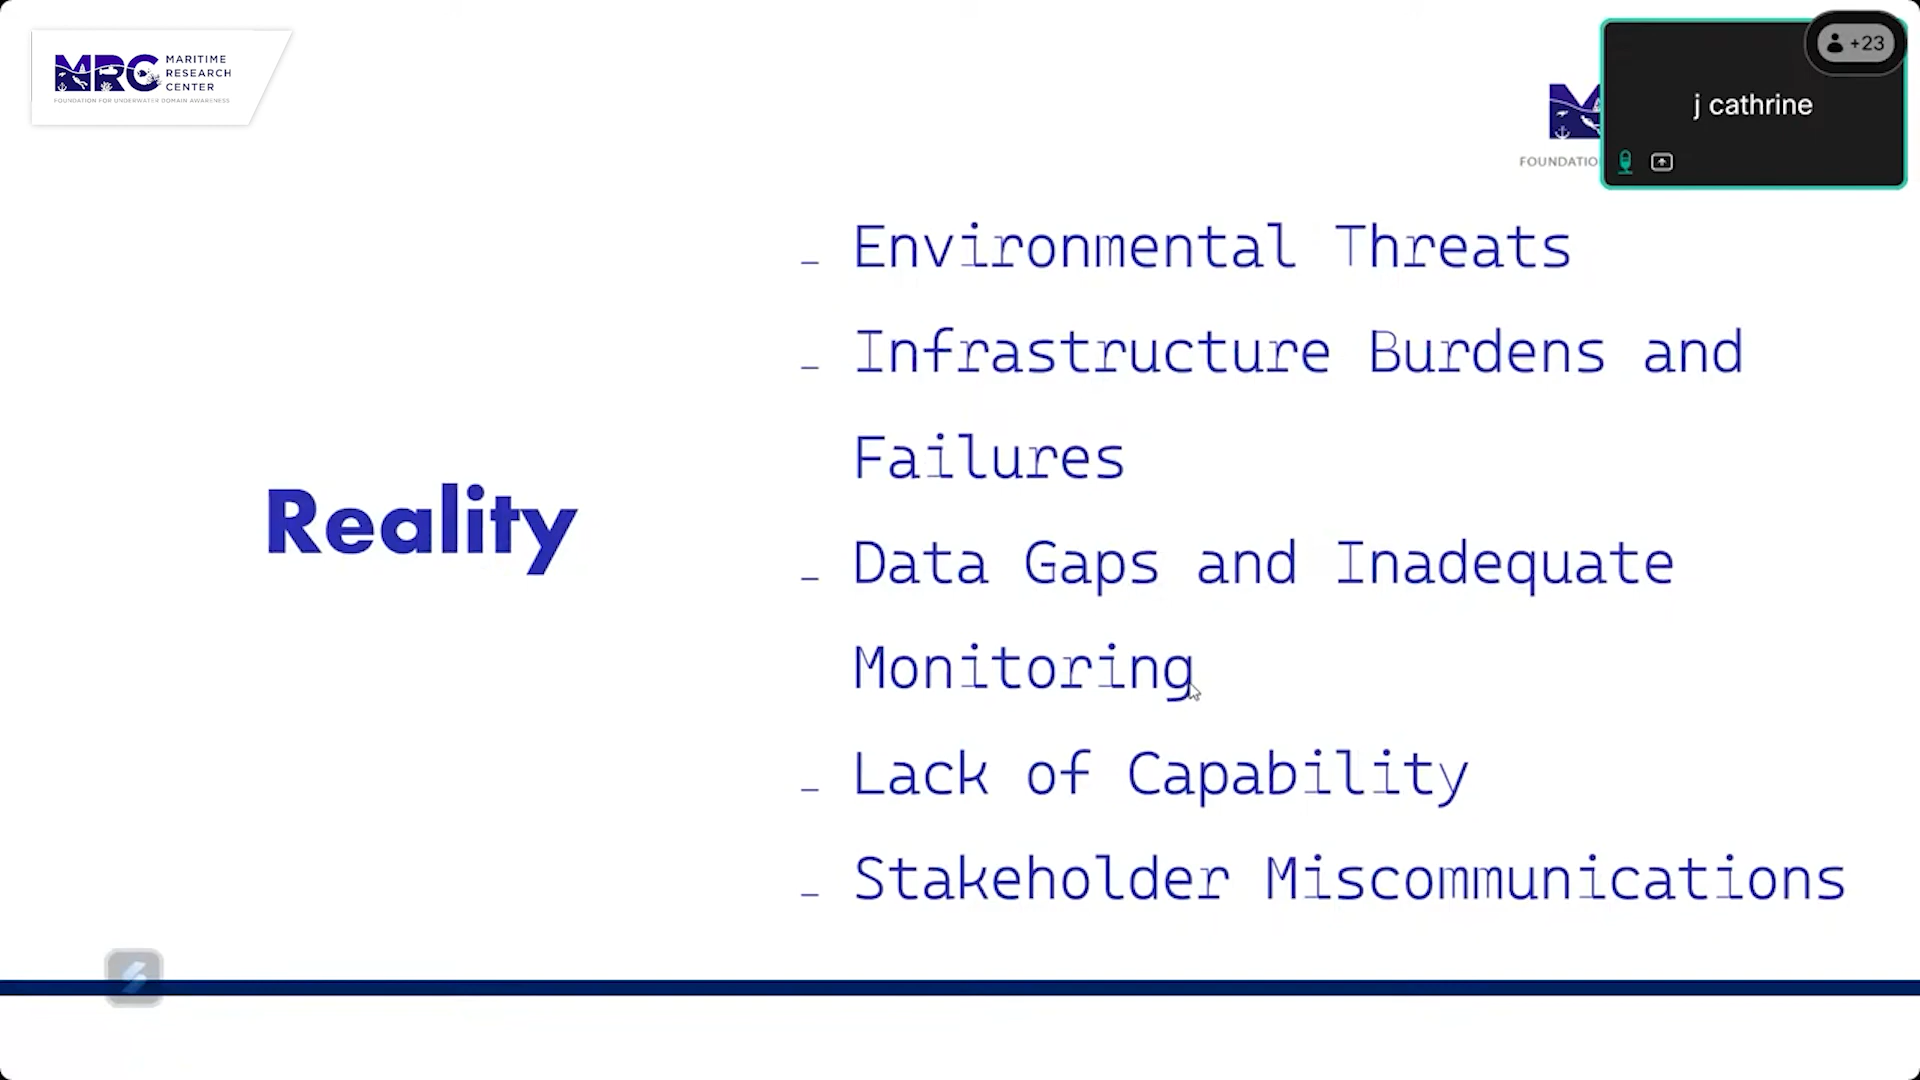 MRC MARITIME
RESEARCH
CENTER
FOUNDATION FOR UNDERWATER DOMAIN AWARENESS
+23
j cathrine
Reality
– Environmental Threats
– Infrastructure Burdens and
Failures
– Data Gaps and Inadequate
Monitoring
– Lack of Capability
– Stakeholder Miscommunications